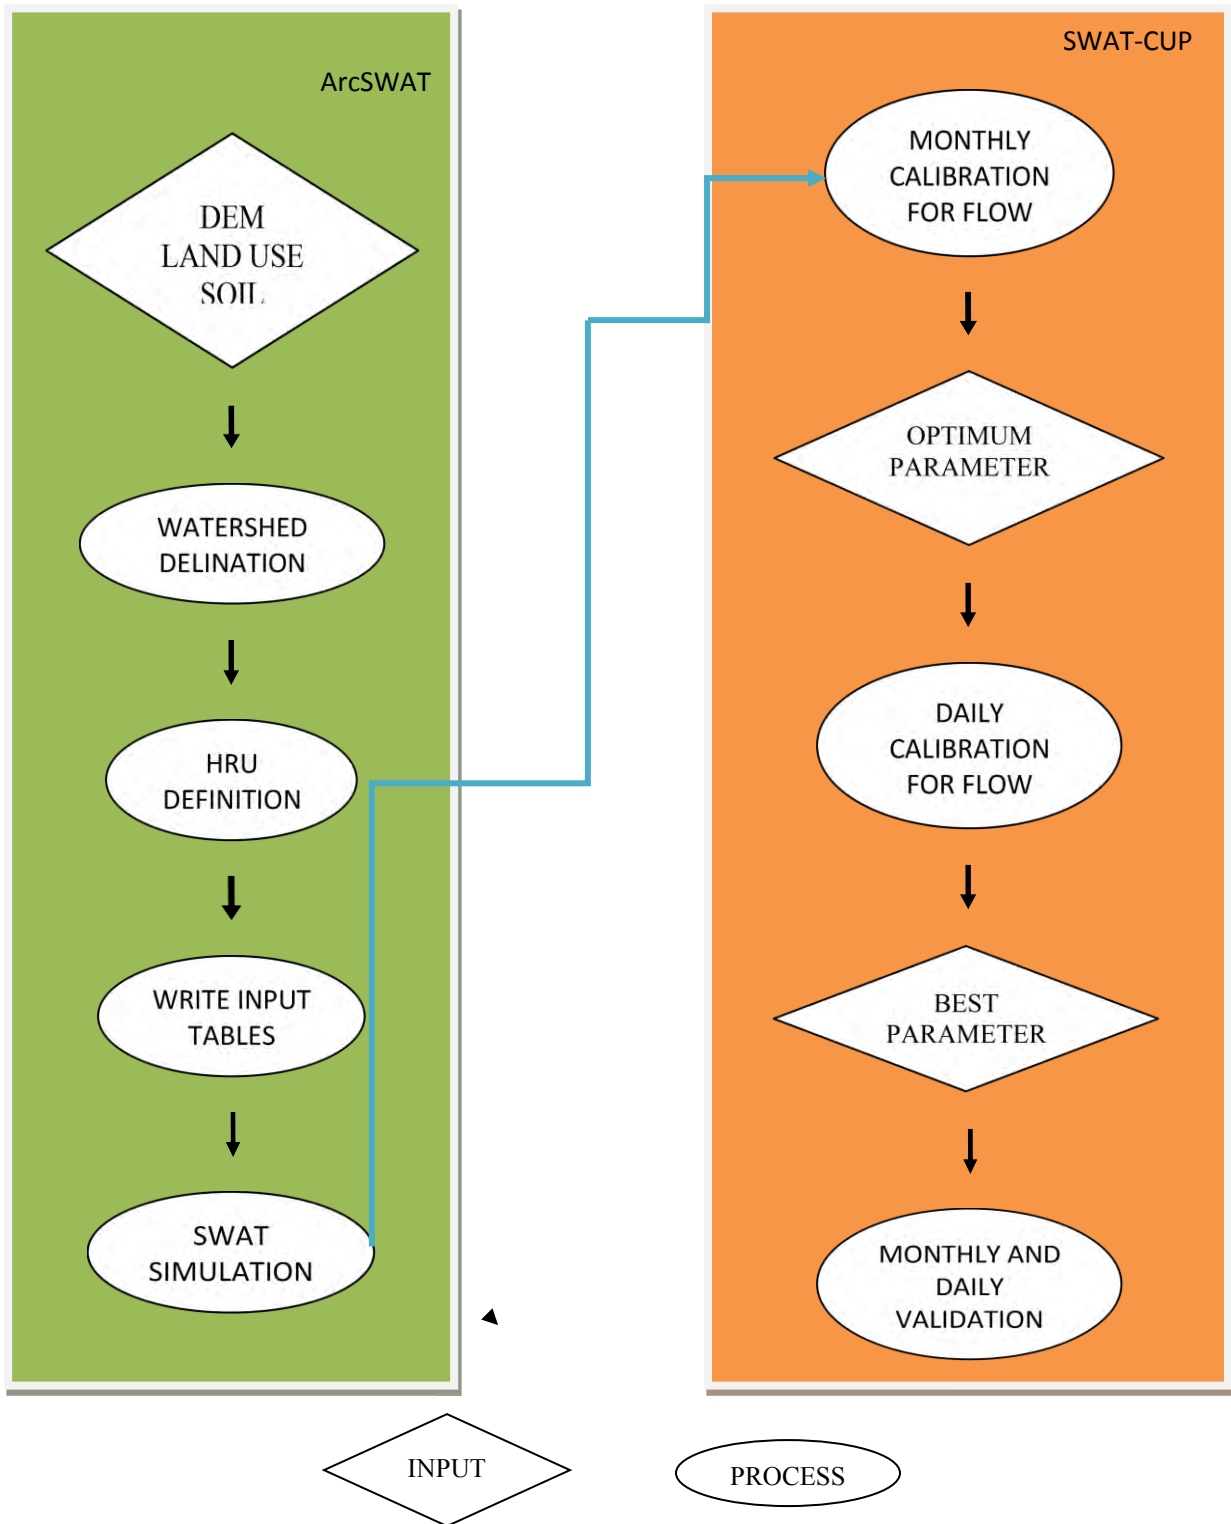 ArcSWAT
DEM
LAND USE
SOIL
WATERSHED
DELINATION
HRU
DEFINITION
WRITE INPUT
TABLES
SWAT
SIMULATION
SWAT-CUP
MONTHLY
CALIBRATION
FOR FLOW
OPTIMUM
PARAMETER
DAILY
CALIBRATION
FOR FLOW
BEST
PARAMETER
MONTHLY AND
DAILY
VALIDATION
INPUT
PROCESS